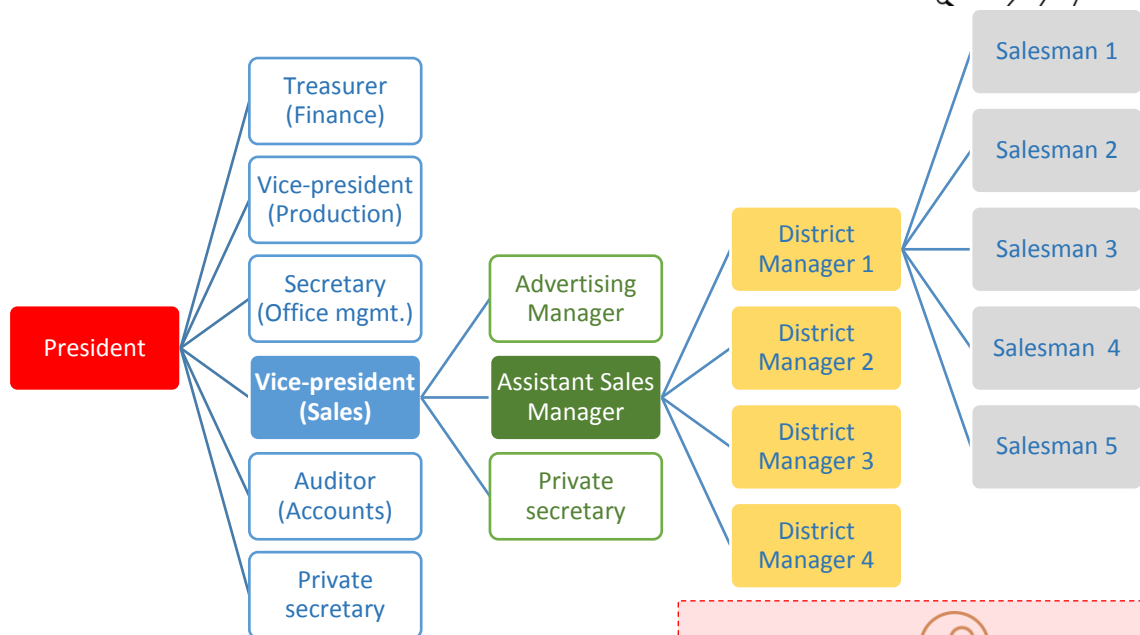 Salesman 1
Treasurer
(Finance)
Salesman 2
Vice-president
(Production)
District
Manager 1
Salesman 3
Secretary
(Office mgmt.)
Advertising
Manager
President
District
Manager 2
Salesman 4
Vice-president
(Sales)
Assistant Sales
Manager
District
Manager 3
Salesman 5
Auditor
(Accounts)
Private
secretary
District
Manager 4
Private
secretary